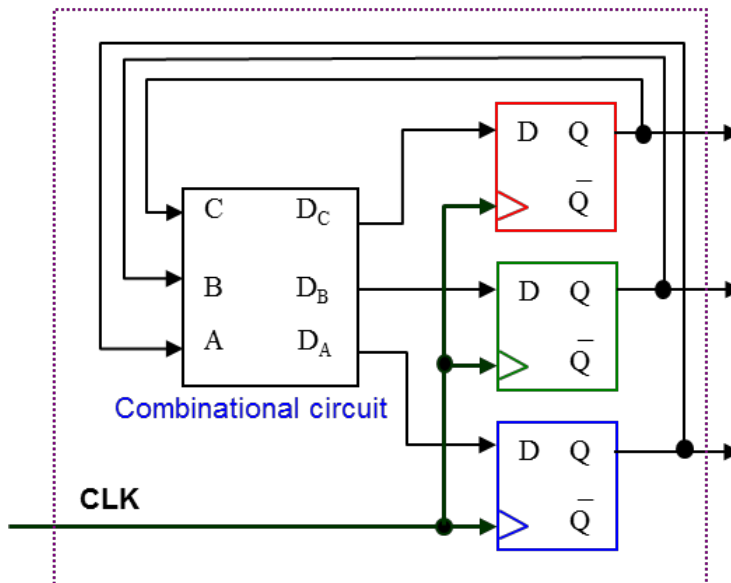 D Q
Q̅
C D_C
B D_B
A D_A
Combinational circuit
D Q
Q̅
D Q
Q̅
CLK